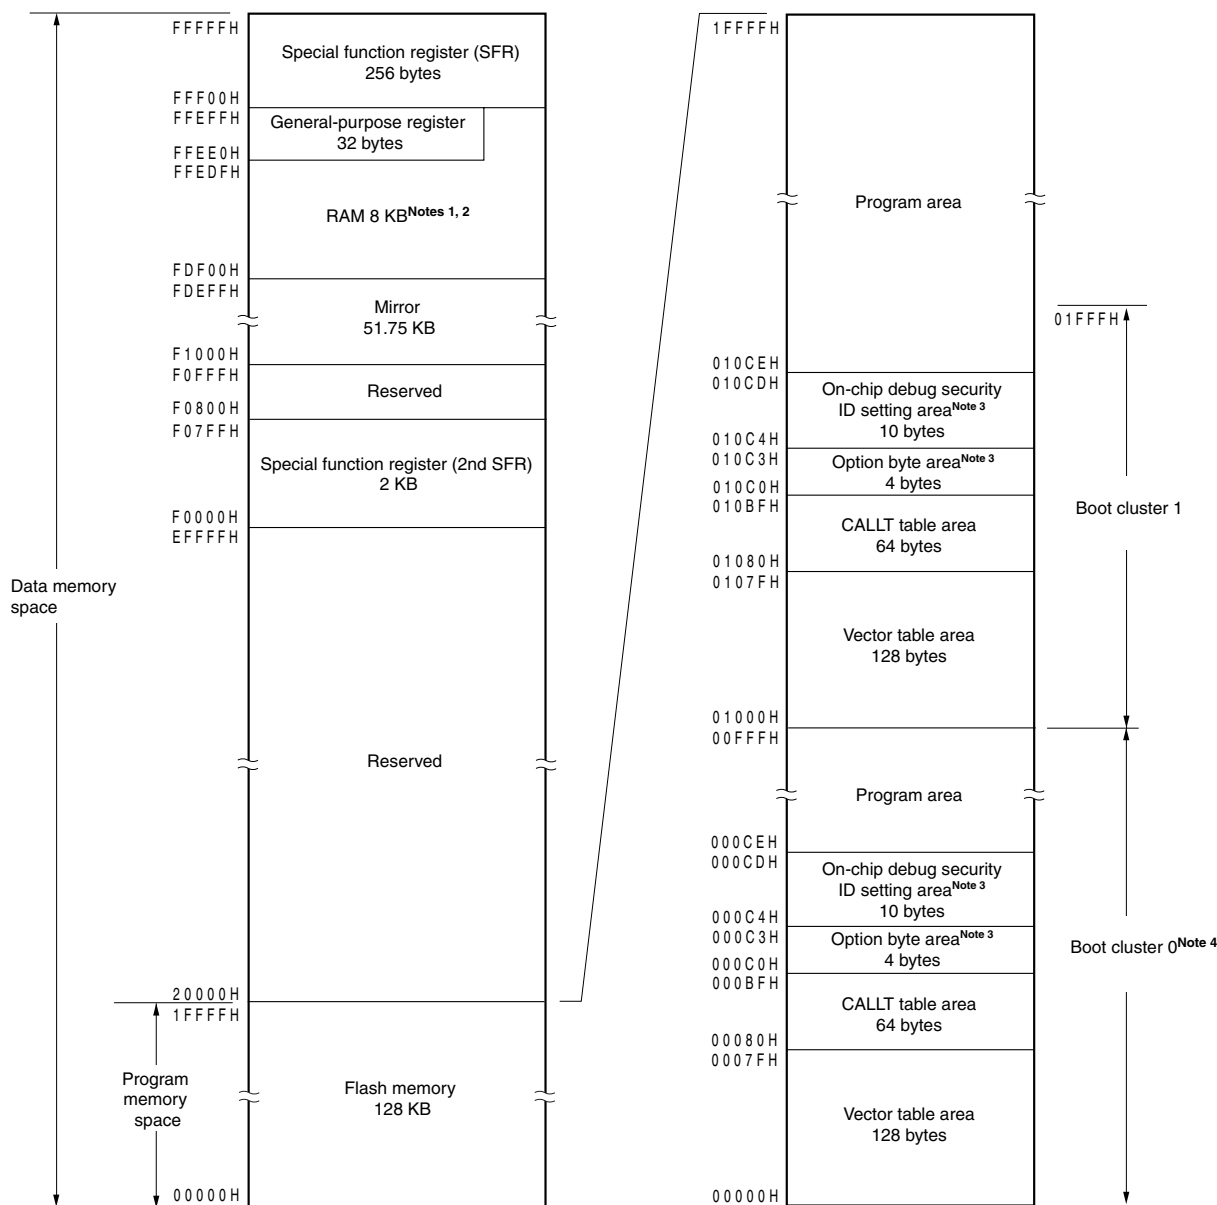 FFFFFH
Special function register (SFR)
256 bytes
FFF00H
FFEFFH
General-purpose register
32 bytes
FFEE0H
FFEDFH
RAM 8 KBNotes 1, 2
FDF00H
FDEFFH
Mirror
51.75 KB
F1000H
F0FFFH
Reserved
F0800H
F07FFH
Special function register (2nd SFR)
2 KB
F0000H
EFFFFH
Data memory
space
Reserved
20000H
1FFFFH
Program
memory
space
Flash memory
128 KB
00000H
1FFFFH
Program area
01FFFH
010CEH
010CDH
On-chip debug security
ID setting areaNote 3
10 bytes
010C4H
010C3H
Option byte areaNote 3
4 bytes
010C0H
010BFH
Boot cluster 1
CALLT table area
64 bytes
01080H
0107FH
Vector table area
128 bytes
01000H
00FFFH
Program area
000CEH
000CDH
On-chip debug security
ID setting areaNote 3
10 bytes
000C4H
000C3H
Option byte areaNote 3
4 bytes
Boot cluster 0Note 4
000C0H
000BFH
CALLT table area
64 bytes
00080H
0007FH
Vector table area
128 bytes
00000H